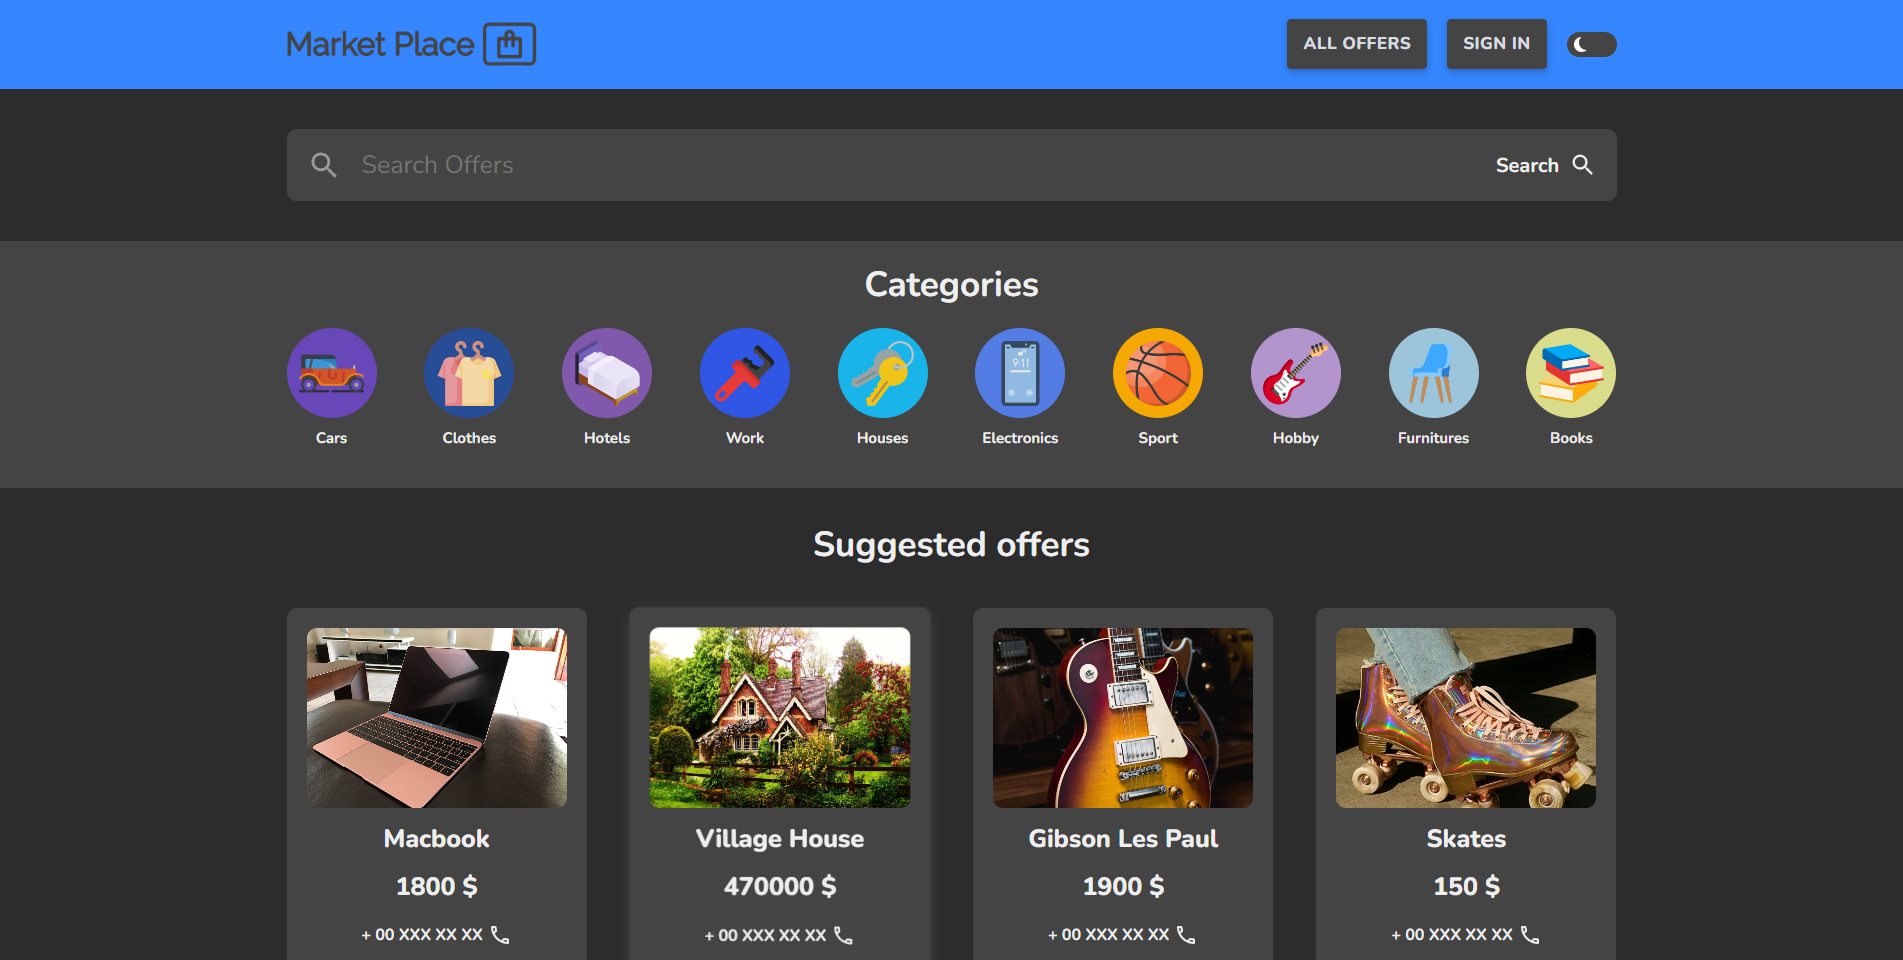 Market Place
ALL OFFERS
SIGN IN
Search Offers
Search
Categories
9:11
Cars
Clothes
Hotels
Work
Houses
Electronics
Sport
Hobby
Furnitures
Books
Suggested offers
Macbook
Village House
Gibson Les Paul
Skates
1800 $
470000 $
1900 $
150 $
+ 00 XXX XX XX
+ 00 XXX XX XX
+ 00 XXX XX XX
+ 00 XXX XX XX